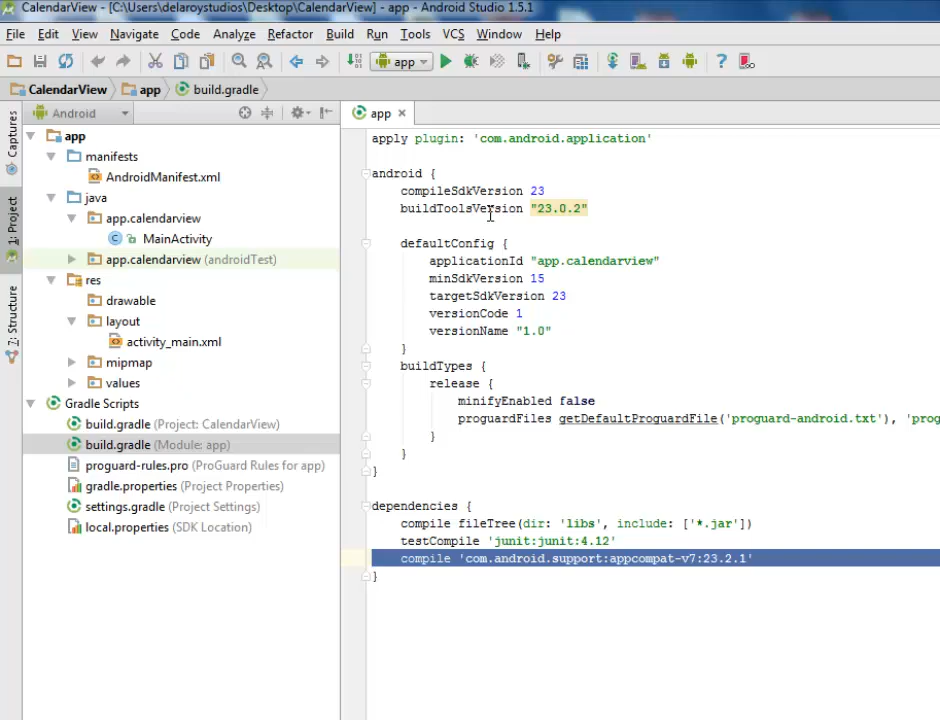 CalendarView - [C:\Users\delaroystudios\Desktop\CalendarView] - app - Android Studio 1.5.1
File Edit View Navigate Code Analyze Refactor Build Run Tools VCS Window Help
app
CalendarView app build.gradle
Android
app
Captures
1: Project
7: Structure
app
manifests
AndroidManifest.xml
java
app.calendarview
MainActivity
app.calendarview (androidTest)
res
drawable
layout
activity_main.xml
mipmap
values
Gradle Scripts
build.gradle (Project: CalendarView)
build.gradle (Module: app)
proguard-rules.pro (ProGuard Rules for app)
gradle.properties (Project Properties)
settings.gradle (Project Settings)
local.properties (SDK Location)
apply plugin: 'com.android.application'
android {
compileSdkVersion 23
buildToolsVersion "23.0.2"
defaultConfig {
applicationId "app.calendarview"
minSdkVersion 15
targetSdkVersion 23
versionCode 1
versionName "1.0"
}
buildTypes {
release {
minifyEnabled false
proguardFiles getDefaultProguardFile('proguard-android.txt'), 'prog
}
}
}
dependencies {
compile fileTree(dir: 'libs', include: ['*.jar'])
testCompile 'junit:junit:4.12'
compile 'com.android.support:appcompat-v7:23.2.1'
}